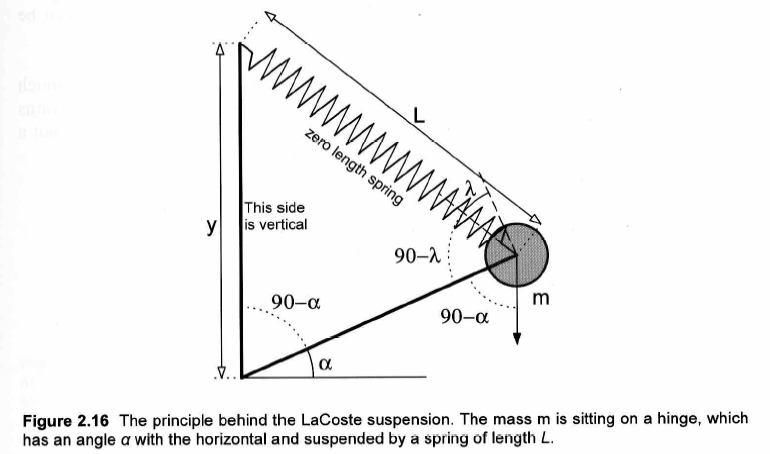 L
zero length spring
λ
This side
is vertical
y
90–λ
m
90–α
90–α
α
Figure 2.16 The principle behind the LaCoste suspension. The mass m is sitting on a hinge, which
has an angle α with the horizontal and suspended by a spring of length L.